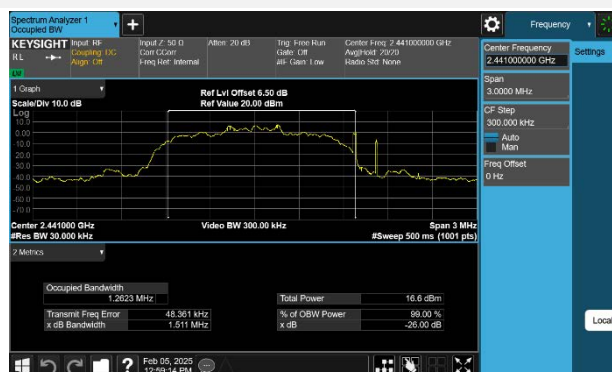 Spectrum Analyzer 1
Occupied BW
+
Frequency
KEYSIGHT
Input: RF
Input Z: 50 Ω
Atten: 20 dB
Trig: Free Run
Center Freq: 2.441000000 GHz
RL
Coupling: DC
Corr CCorr
Gate: Off
Avg|Hold: 20/20
Align: Off
Freq Ref: Internal
#IF Gain: Low
Radio Std: None
LW
Center Frequency
2.441000000 GHz
Settings
Span
3.0000 MHz
CF Step
300.000 kHz
Auto
Man
Freq Offset
0 Hz
Local
1 Graph
Ref Lvl Offset 6.50 dB
Scale/Div 10.0 dB
Ref Value 20.00 dBm
Log
10.0
0.00
-10.0
-20.0
-30.0
-40.0
-50.0
-60.0
-70.0
Center 2.441000 GHz
Video BW 300.00 kHz
Span 3 MHz
#Res BW 30.000 kHz
#Sweep 500 ms (1001 pts)
2 Metrics
Occupied Bandwidth
1.2623 MHz
Total Power
16.6 dBm
Transmit Freq Error
48.361 kHz
% of OBW Power
99.00 %
x dB Bandwidth
1.511 MHz
x dB
-26.00 dB
?
Feb 05, 2025
12:59:14 PM